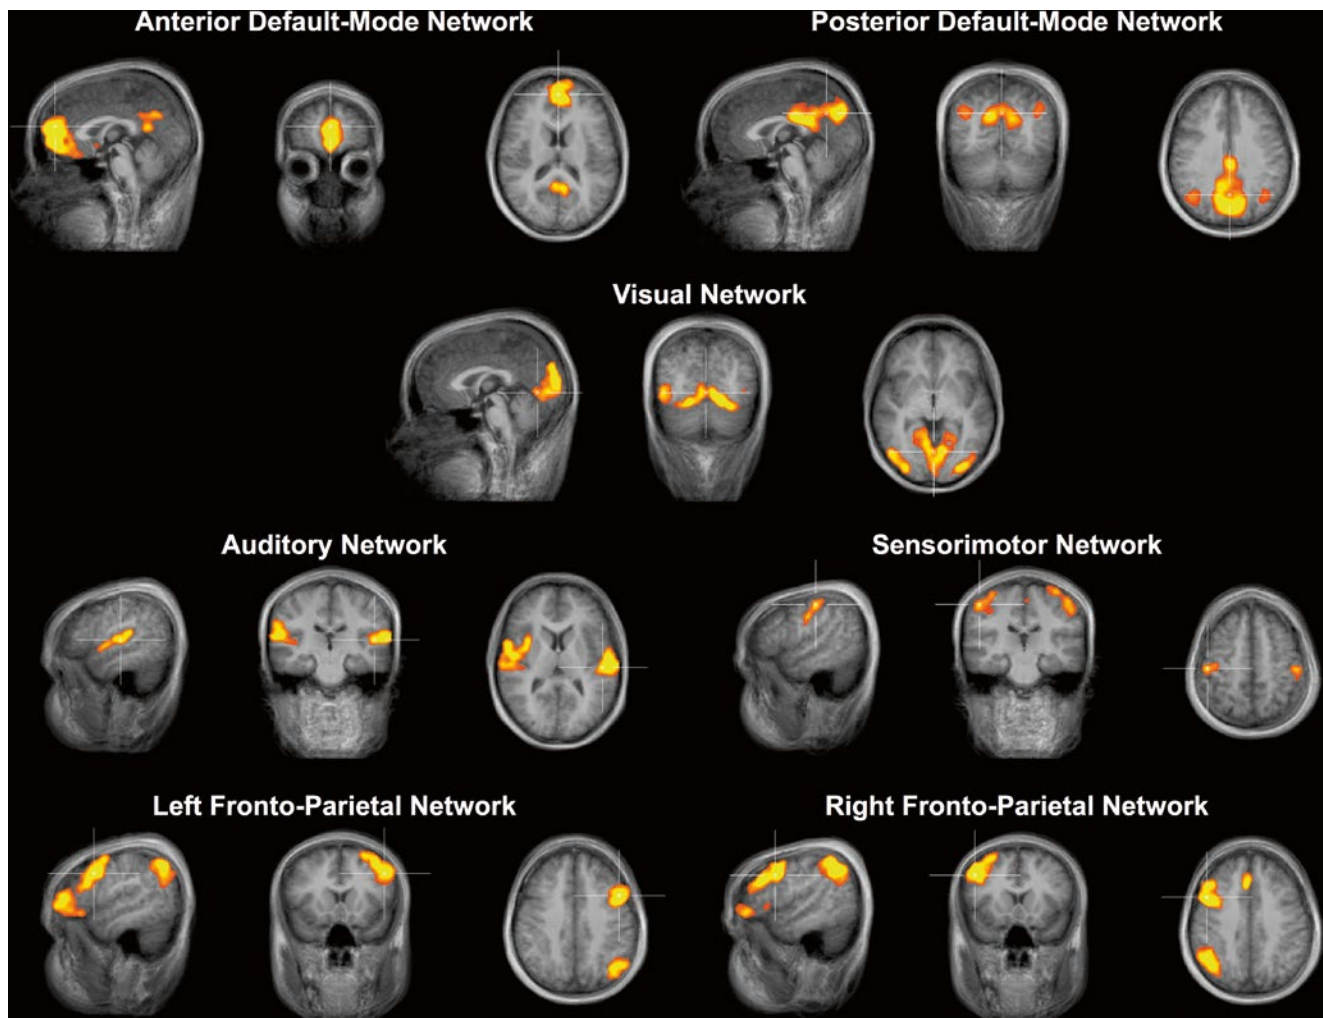 Anterior Default-Mode Network
Posterior Default-Mode Network
Visual Network
Auditory Network
Sensorimotor Network
Left Fronto-Parietal Network
Right Fronto-Parietal Network